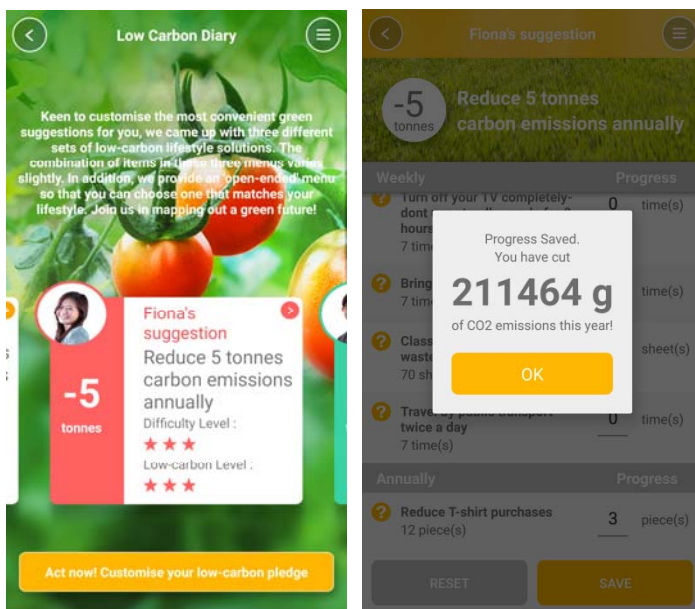 Low Carbon Diary
Keen to customise the most convenient green
suggestions for you, we came up with three different
sets of low-carbon lifestyle solutions. The
combination of items in these three menus varies
slightly. In addition, we provide an 'open-ended' menu
so that you can choose one that matches your
lifestyle. Join us in mapping out a green future!
-5
tonnes
Fiona's
suggestion
Reduce 5 tonnes
carbon emissions
annually
Difficulty Level :
Low-carbon Level :
Act now! Customise your low-carbon pledge
Fiona's suggestion
-5
tonnes
Reduce 5 tonnes
carbon emissions annually
Weekly Progress
Turn off your TV completely-
dont
hours
7 time
0 time(s)
Bring
7 tim
time(s)
Class
waste
70 sh
sheet(s)
Travel by public transport
twice a day
7 time(s)
0 time(s)
Progress Saved.
You have cut
211464 g
of CO2 emissions this year!
OK
Annually Progress
Reduce T-shirt purchases
12 piece(s)
3 piece(s)
RESET SAVE